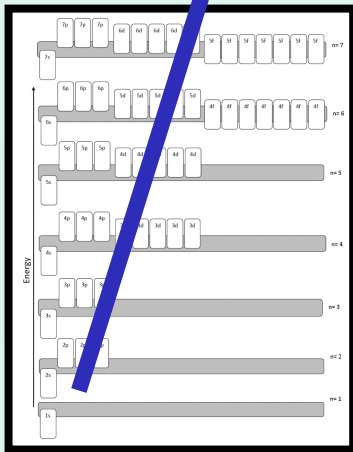 7p 7p 7p 6d 6d 6d 6d
5f 5f 5f 5f 5f 5f 5f
n= 7
7s
6p 6p 6p 5d 5d 5d 5d
4f 4f 4f 4f 4f 4f 4f
n= 6
6s
5p 5p 5p 4d 4d 4d
n= 5
5s
4p 4p 4p 3d 3d 3d
n= 4
4s
Energy
3p 3p
n= 3
3s
2p
n= 2
2s
n= 1
1s